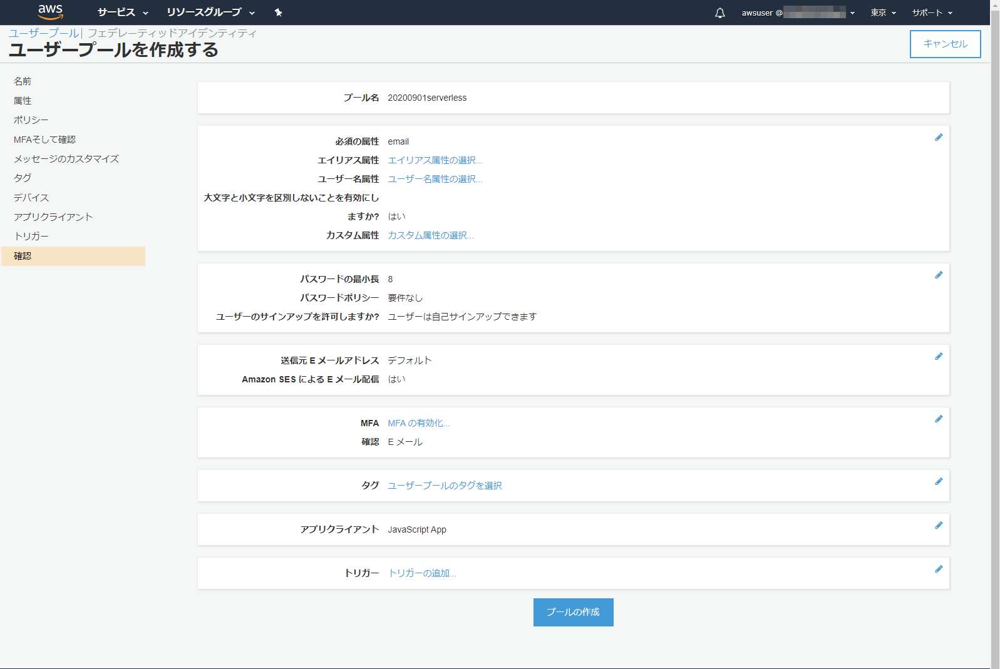 aws サービス リソースグループ awsuser @ 東京 サポート
ユーザープール | フェデレーティッドアイデンティティ
ユーザープールを作成する
キャンセル
名前
属性
ポリシー
MFAそして確認
メッセージのカスタマイズ
タグ
デバイス
アプリクライアント
トリガー
確認
プール名 20200901serverless
必須の属性 email
エイリアス属性 エイリアス属性の選択...
ユーザー名属性 ユーザー名属性の選択...
大文字と小文字を区別しないことを有効にし
ますか? はい
カスタム属性 カスタム属性の選択...
パスワードの最小長 8
パスワードポリシー 要件なし
ユーザーのサインアップを許可しますか? ユーザーは自己サインアップできます
送信元 E メールアドレス デフォルト
Amazon SES による E メール配信 はい
MFA MFA の有効化...
確認 E メール
タグ ユーザープールのタグを選択
アプリクライアント JavaScript App
トリガー トリガーの追加...
プールの作成